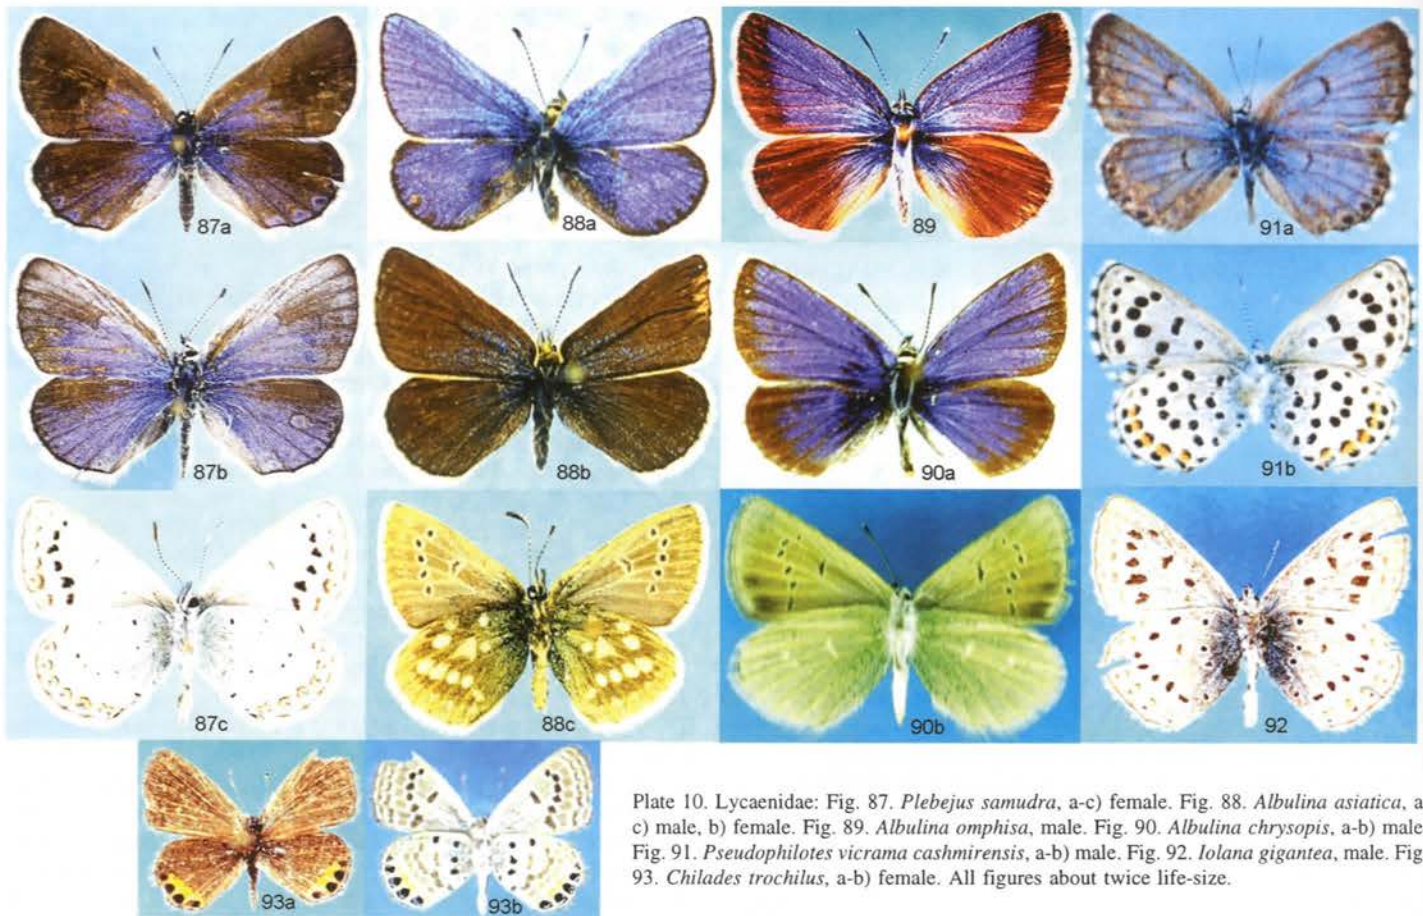 87a
88a
89
91a
87b
88b
90a
91b
87c
88c
90b
92
93a
93b
Plate 10. Lycaenidae: Fig. 87. Plebejus samudra, a-c) female. Fig. 88. Albulina asiatica, a
c) male, b) female. Fig. 89. Albulina omphisa, male. Fig. 90. Albulina chrysopis, a-b) male
Fig. 91. Pseudophilotes vicrama cashmirensis, a-b) male. Fig. 92. Iolana gigantea, male. Fig
93. Chilades trochilus, a-b) female. All figures about twice life-size.